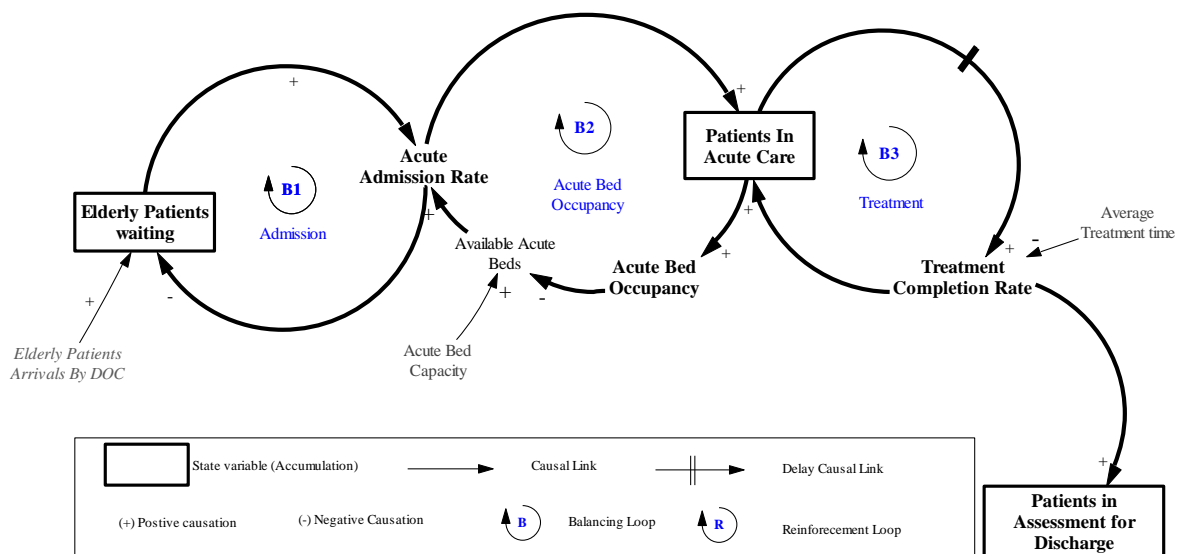 +
+
B2
Patients In
Acute Care
B3
Acute
Admission Rate
B1
Elderly Patients
waiting
Admission
Acute Bed
Occupancy
Treatment
+
+
Available Acute
Beds
+
Acute Bed
Occupancy
+
-
Average
Treatment time
Treatment
Completion Rate
-
+
+
-
Elderly Patients
Arrivals By DOC
Acute Bed
Capacity
State variable (Accumulation)
Causal Link
Delay Causal Link
(+) Postive causation
(-) Negative Causation
B
Balancing Loop
R
Reinforecement Loop
+
Patients in
Assessment for
Discharge